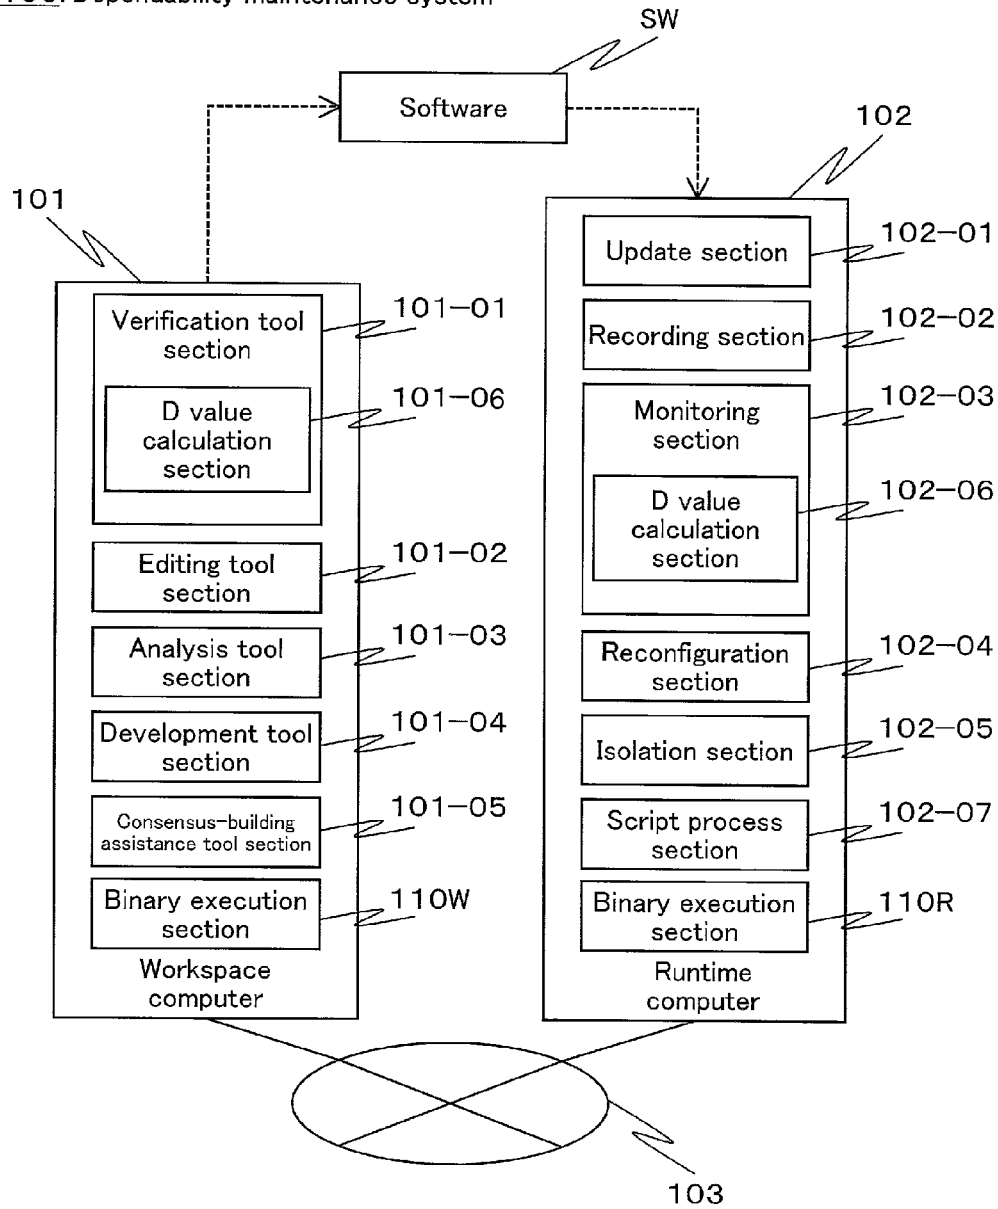 maintenance system
SW
Software
102
101
Update section
102-01
Verification tool
section
101-01
Recording section
102-02
D value
calculation
section
101-06
Monitoring
section
102-03
D value
calculation
section
102-06
Editing tool
section
101-02
Analysis tool
section
101-03
Reconfiguration
section
102-04
Development tool
section
101-04
Isolation section
102-05
Consensus-building
assistance tool section
101-05
Script process
section
102-07
Binary execution
section
110W
Binary execution
section
110R
Workspace
computer
Runtime
computer
103